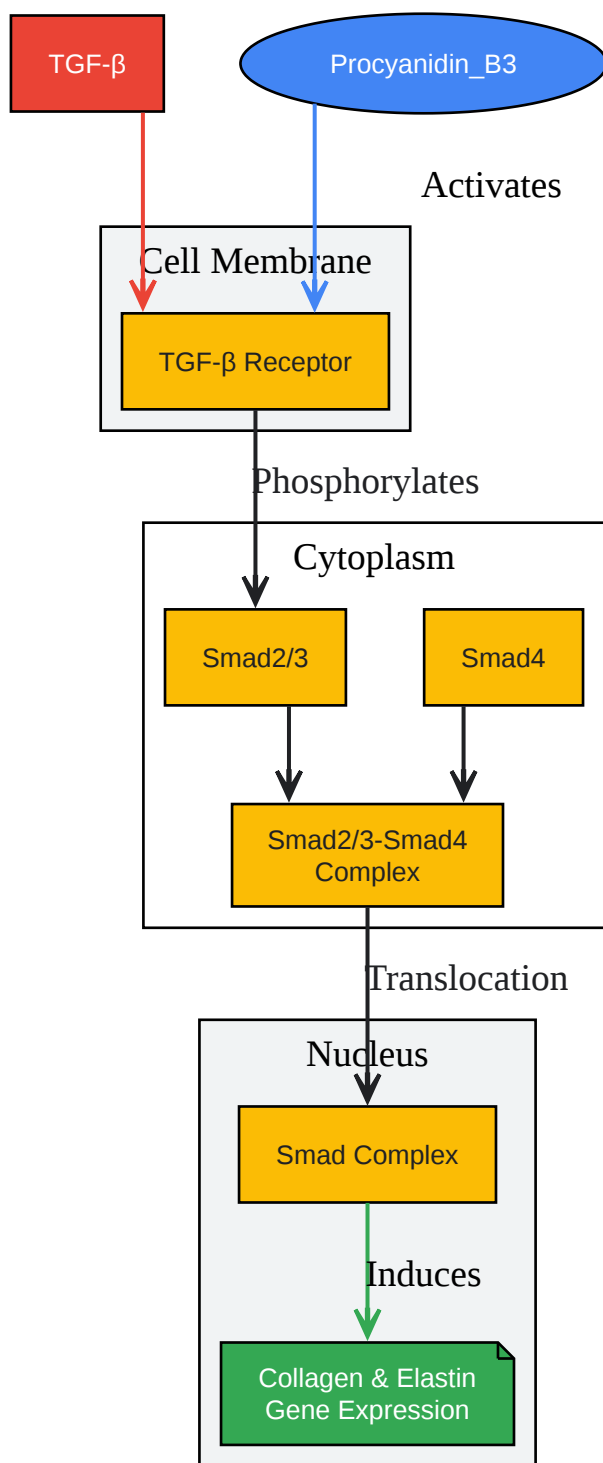 TGF-β
Procyanidin_B3
Activates
Cell Membrane
TGF-β Receptor
Phosphorylates
Cytoplasm
Smad2/3
Smad4
Smad2/3-Smad4
Complex
Translocation
Nucleus
Smad Complex
Induces
Collagen & Elastin
Gene Expression